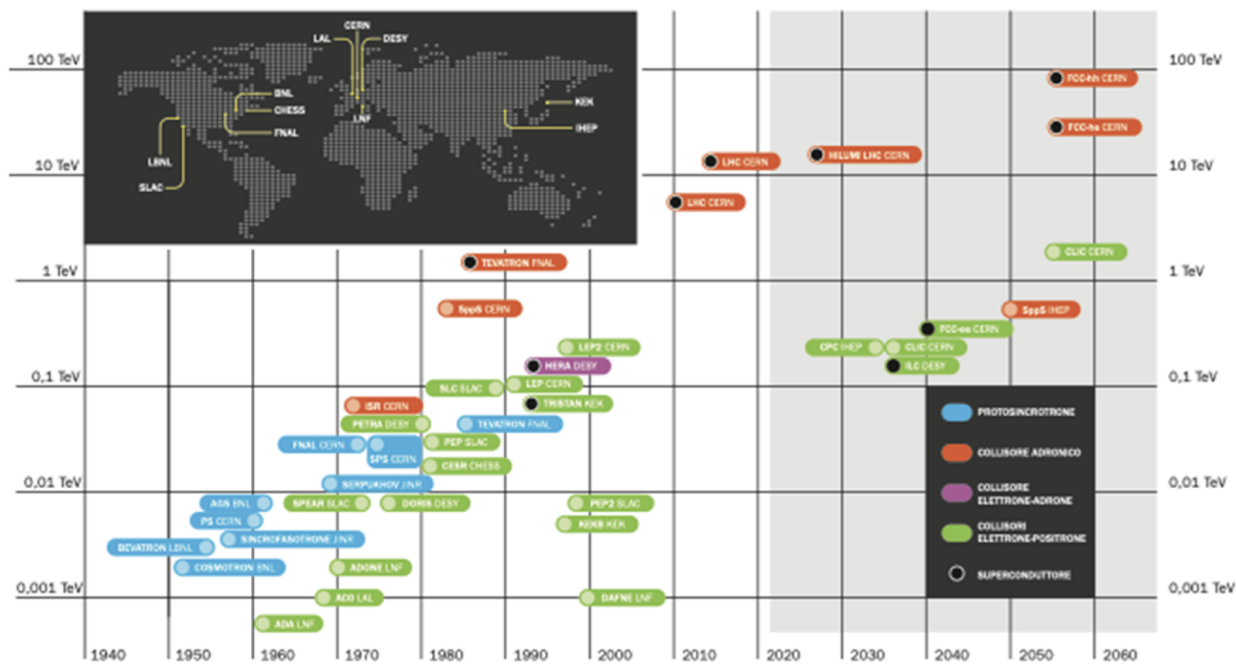 CERN
LAL
DESY
BNL
CHESS
FNAL
LBNL
SLAC
LNF
KEK
IHEP
100 TeV
100 TeV
FCC-hh CERN
FCC-he CERN
LHC CERN
HILUMI LHC CERN
10 TeV
LHC CERN
CLIC CERN
TEVATRON FNAL
1 TeV
1 TeV
SppS CERN
SppS IHEP
FCC-ee CERN
LEP2 CERN
CPC IHEP
CLIC CERN
HERA DESY
ILC DESY
0,1 TeV
0,1 TeV
SLC SLAC
LEP CERN
ISR CERN
TRISTAN KEK
PETRA DESY
TEVATRON FNAL
FNAL CERN
SPS CERN
PEP SLAC
CESR CHESS
SERPUKHOV JINR
0,01 TeV
0,01 TeV
AGS BNL
SPEAR SLAC
DORIS DESY
PEP2 SLAC
PS CERN
KEKB KEK
SINCROFASOTRONE JINR
BEVATRON LBNL
COSMOTRON BNL
ADONE LNF
0,001 TeV
0,001 TeV
ACO LAL
DAFNE LNF
ADA LNF
PROTOSINCROTRONE
COLLISORE ADRONICO
COLLISORE
ELETTRONE-ADRONE
COLLISORI
ELETTRONE-POSITRONE
SUPERCONDUTTORE
1940
1950
1960
1970
1980
1990
2000
2010
2020
2030
2040
2050
2060